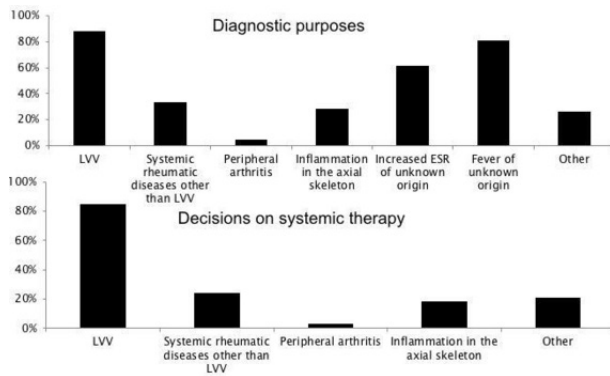 Diagnostic purposes
100%
80%
60%
40%
20%
0%
LVV
Systemic rheumatic diseases other than LVV
Peripheral arthritis
Inflammation in the axial skeleton
Increased ESR of unknown origin
Fever of unknown origin
Other
Decisions on systemic therapy
100%
80%
60%
40%
20%
0%
LVV
Systemic rheumatic diseases other than LVV
Peripheral arthritis
Inflammation in the axial skeleton
Other